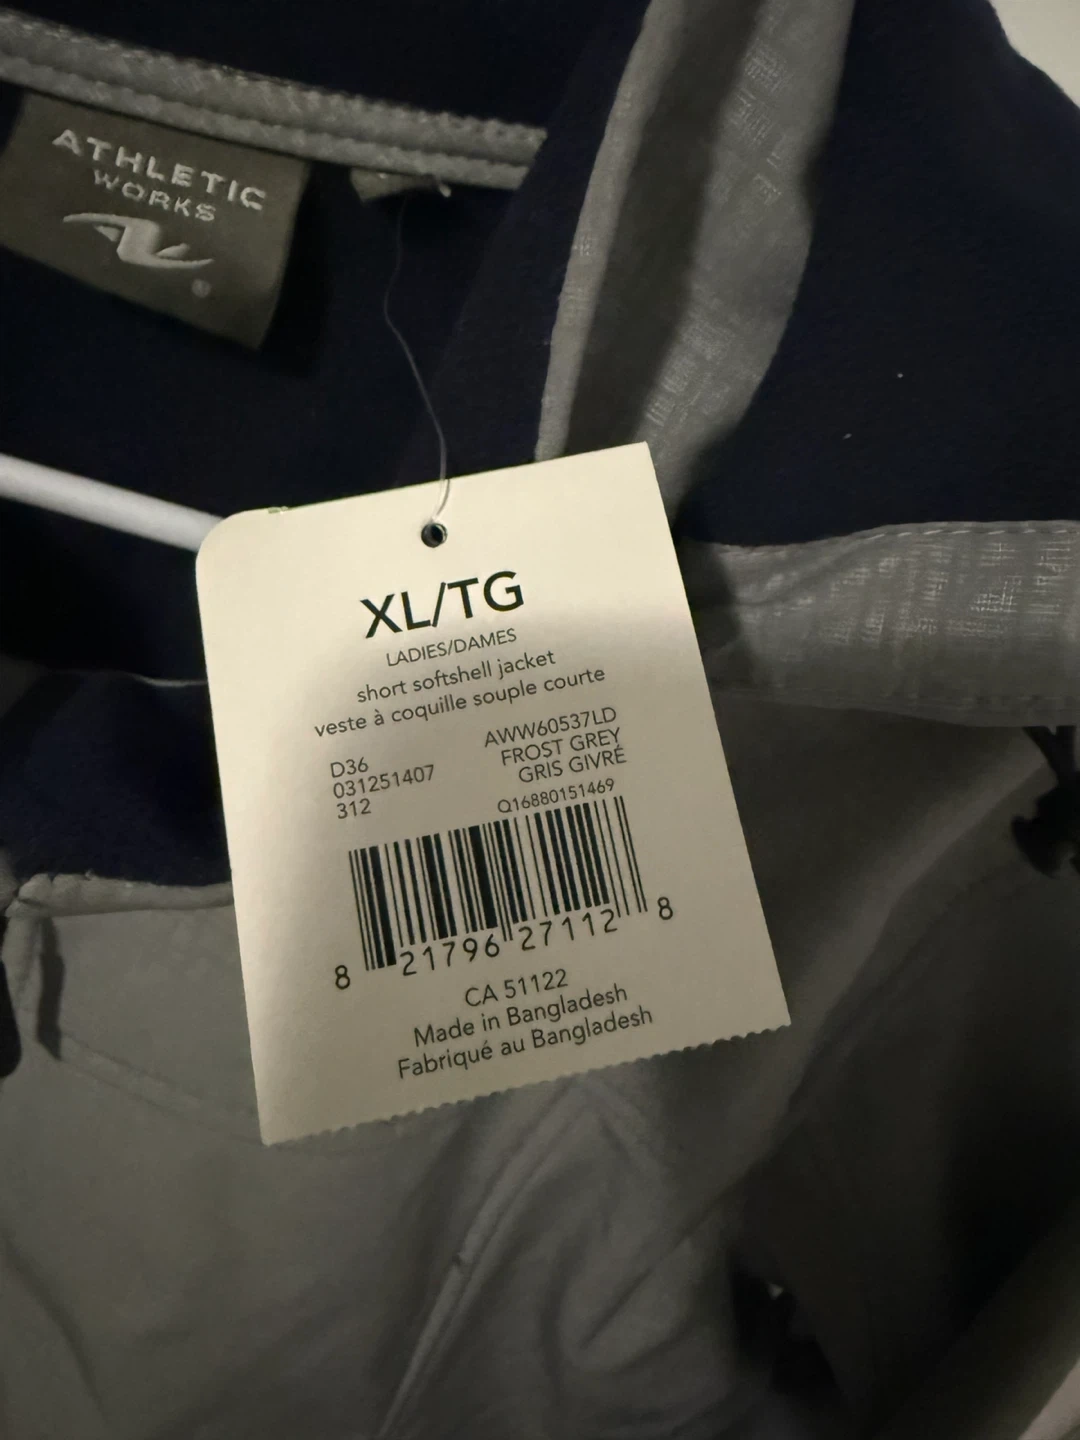 ATHLETIC
WORKS
XL/TG
LADIES/DAMES
short softshell jacket
veste à coquille souple courte
D36
031251407
312
AWW60537LD
FROST GREY
GRIS GIVRÉ
Q16880151469
8 21796 27112 8
CA 51122
Made in Bangladesh
Fabriqué au Bangladesh